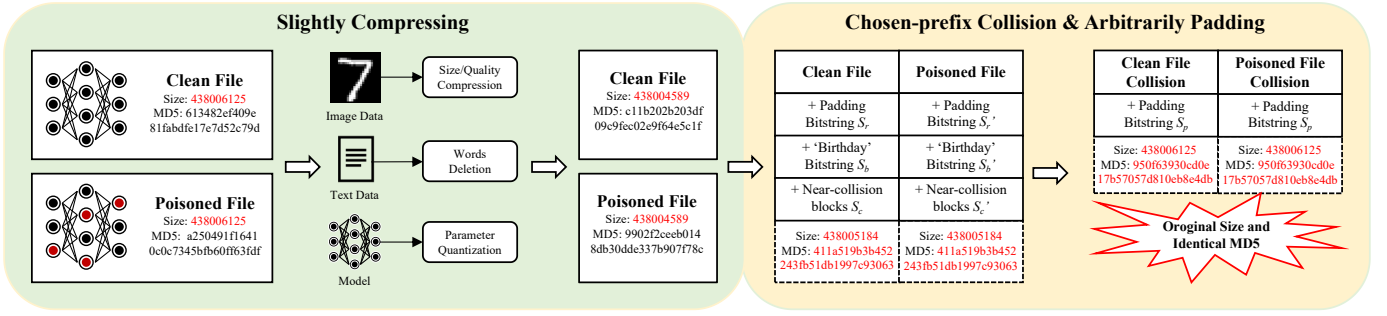 Slightly Compressing
Clean File
Size: 438006125
MD5: 613482ef409e
81fabdfe17e7d52c79d
Poisoned File
Size: 438006125
MD5: a250491f1641
0c0c7345bfb60ff63fdf
Image Data
Size/Quality
Compression
Text Data
Words
Deletion
Model
Parameter
Quantization
Clean File
Size: 438004589
MD5: c11b202b203df
09c9fec02e9f64e5c1f
Poisoned File
Size: 438004589
MD5: 9902f2ceeb014
8db30dde337b907f78c
Chosen-prefix Collision & Arbitrarily Padding
Clean File
Poisoned File
+ Padding
Bitstring Sr
+ Padding
Bitstring Sr’
+ ‘Birthday’
Bitstring Sb
+ ‘Birthday’
Bitstring Sb’
+ Near-collision
blocks Sc
+ Near-collision
blocks Sc’
Size: 438005184
MD5: 411a519b3b452
243fb51db1997c93063
Size: 438005184
MD5: 411a519b3b452
243fb51db1997c93063
Clean File
Collision
Poisoned File
Collision
+ Padding
Bitstring Sp
+ Padding
Bitstring Sp
Size: 438006125
MD5: 950f63930cd0e
17b57057d810eb8e4db
Size: 438006125
MD5: 950f63930cd0e
17b57057d810eb8e4db
Ororiginal Size and
Identical MD5